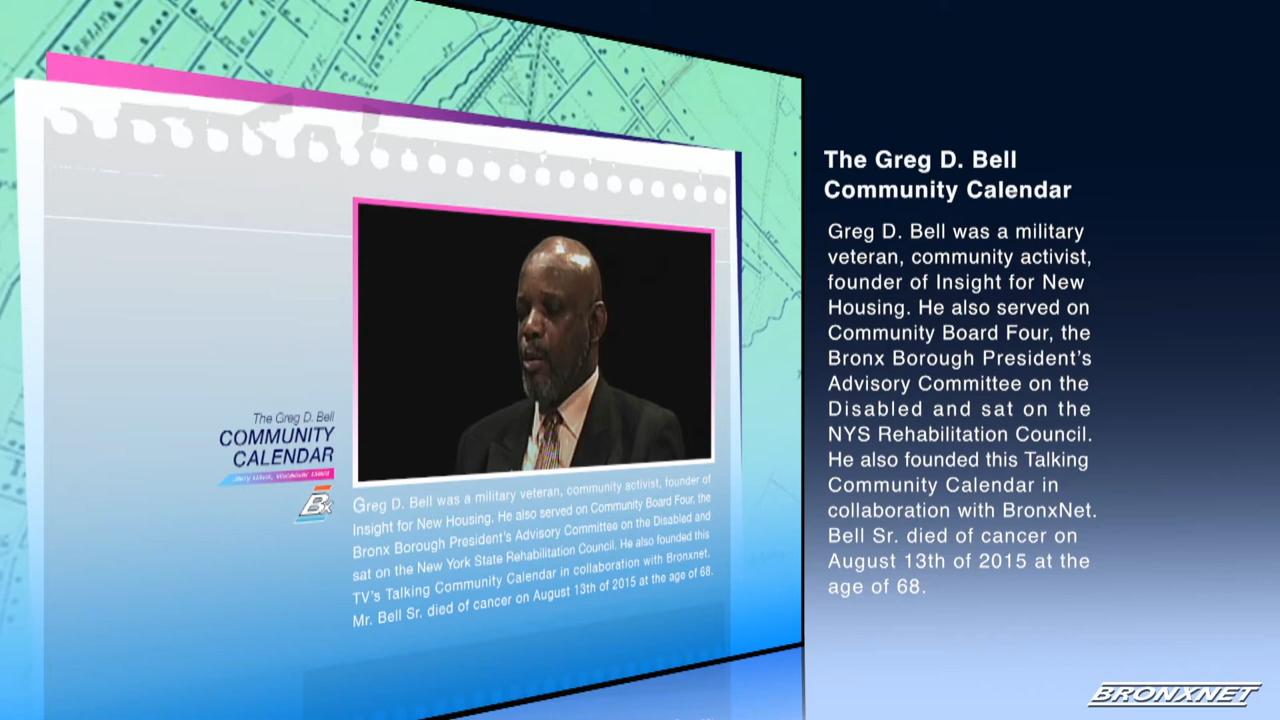 The Greg D. Bell
COMMUNITY
CALENDAR
Bx
Greg D. Bell was a military veteran, community activist, founder of
Insight for New Housing. He also served on Community Board Four, the
Bronx Borough President's Advisory Committee on the Disabled and
sat on the New York State Rehabilitation Council. He also founded this
TV's Talking Community Calendar in collaboration with Bronxnet.
Mr. Bell Sr. died of cancer on August 13th of 2015 at the age of 68.
The Greg D. Bell
Community Calendar
Greg D. Bell was a military
veteran, community activist,
founder of Insight for New
Housing. He also served on
Community Board Four, the
Bronx Borough President's
Advisory Committee on the
Disabled and sat on the
NYS Rehabilitation Council.
He also founded this Talking
Community Calendar in
collaboration with BronxNet.
Bell Sr. died of cancer on
August 13th of 2015 at the
age of 68.
BRONXNET